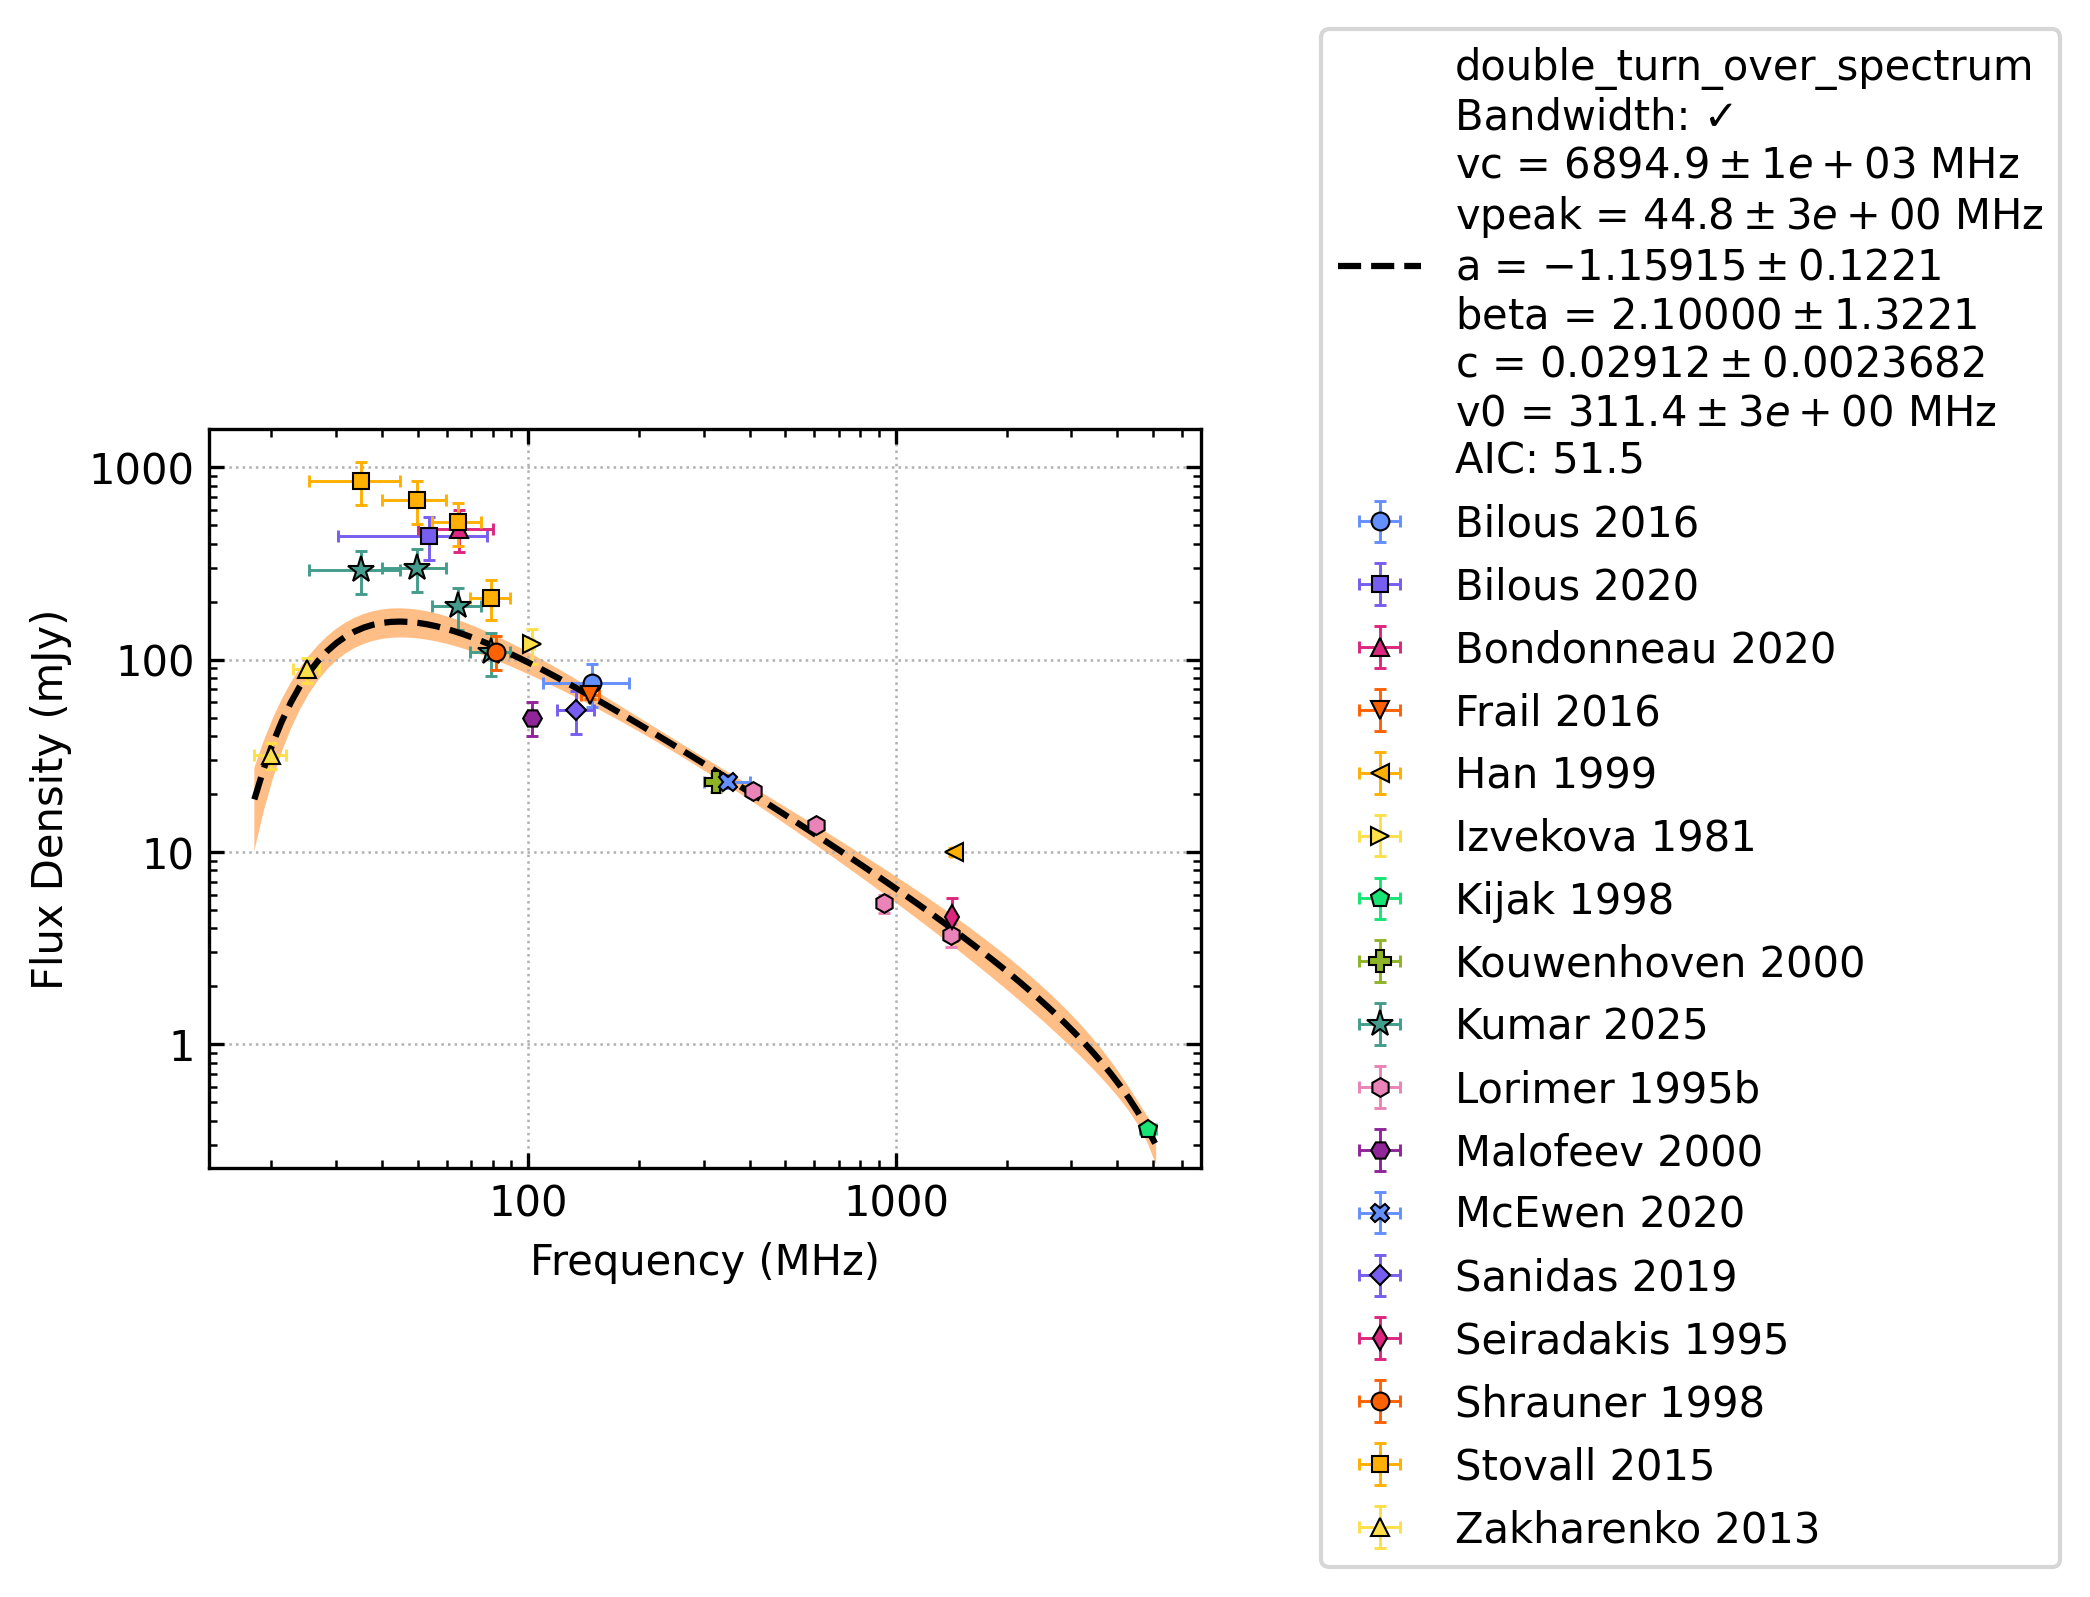 1000
100
10
1
Flux Density (mJy)
100
1000
Frequency (MHz)
double_turn_over_spectrum
Bandwidth: ✓
vc = 6894.9 ± 1e + 03 MHz
vpeak = 44.8 ± 3e + 00 MHz
a = −1.15915 ± 0.1221
beta = 2.10000 ± 1.3221
c = 0.02912 ± 0.0023682
v0 = 311.4 ± 3e + 00 MHz
AIC: 51.5
Bilous 2016
Bilous 2020
Bondonneau 2020
Frail 2016
Han 1999
Izvekova 1981
Kijak 1998
Kouwenhoven 2000
Kumar 2025
Lorimer 1995b
Malofeev 2000
McEwen 2020
Sanidas 2019
Seiradakis 1995
Shrauner 1998
Stovall 2015
Zakharenko 2013